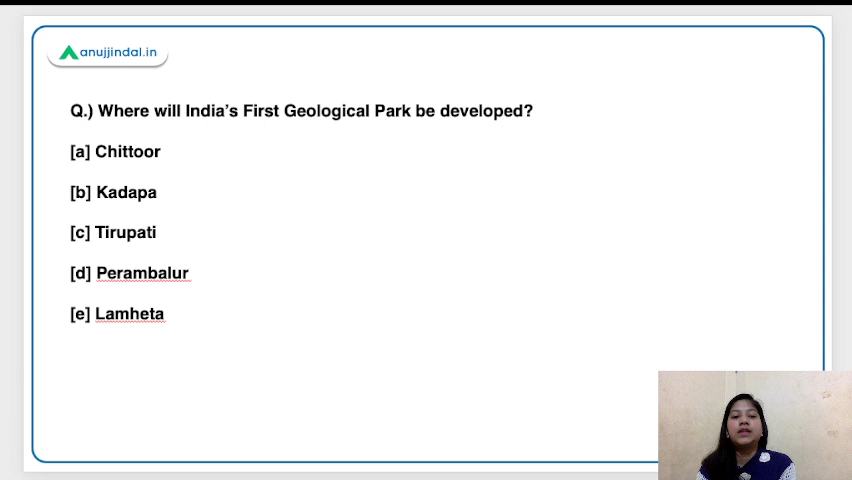 anujjindal.in
Q.) Where will India’s First Geological Park be developed?
[a] Chittoor
[b] Kadapa
[c] Tirupati
[d] Perambalur
[e] Lamheta